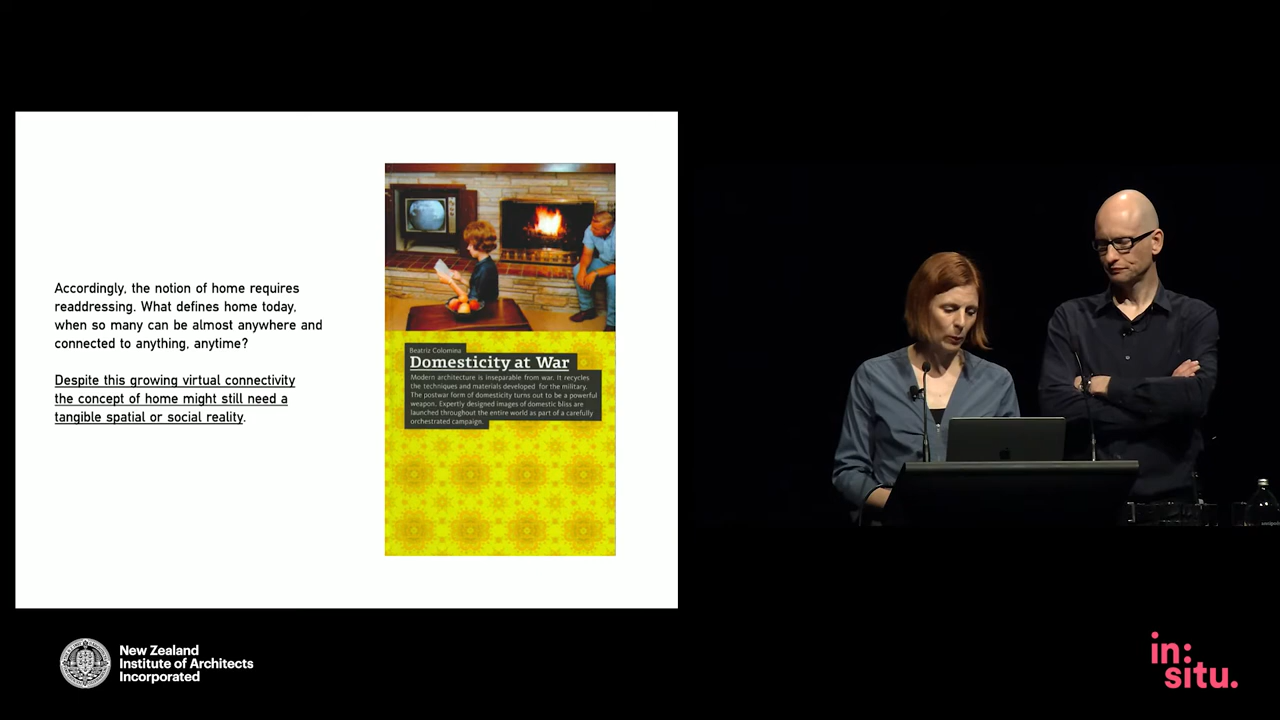 Accordingly, the notion of home requires
readdressing. What defines home today,
when so many can be almost anywhere and
connected to anything, anytime?
Despite this growing virtual connectivity
the concept of home might still need a
tangible spatial or social reality.
Beatriz Colomina
Domesticity at War
Modern architecture is inseparable from war. It recycles
the techniques and materials developed for the military.
The postwar form of domesticity turns out to be a powerful
weapon. Expertly designed images of domestic bliss are
launched throughout the entire world as part of a carefully
orchestrated campaign.
New Zealand
Institute of Architects
Incorporated
in:
situ.